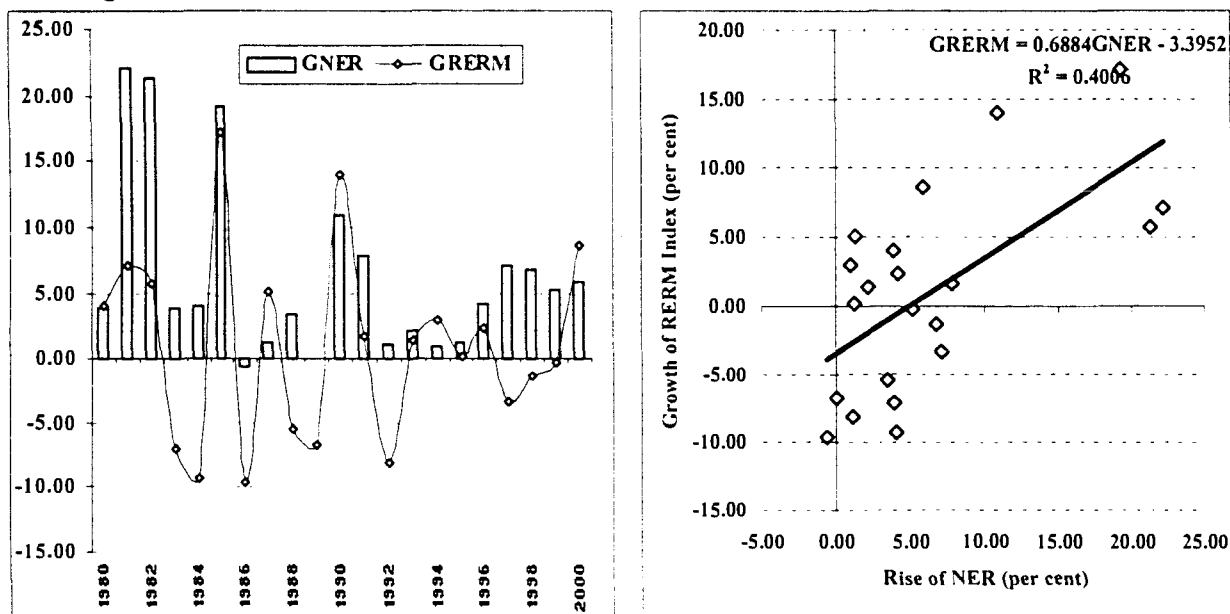 25.00
20.00
15.00
10.00
5.00
0.00
-5.00
-10.00
-15.00
GNER GRERM
1980 1982 1984 1986 1988 1990 1992 1994 1996 1998 2000
20.00
15.00
10.00
5.00
0.00
-5.00
-10.00
-15.00
Growth of RERM Index (per cent)
GRERM = 0.6884GNER - 3.3952
R² = 0.4006
-5.00 0.00 5.00 10.00 15.00 20.00 25.00
Rise of NER (per cent)